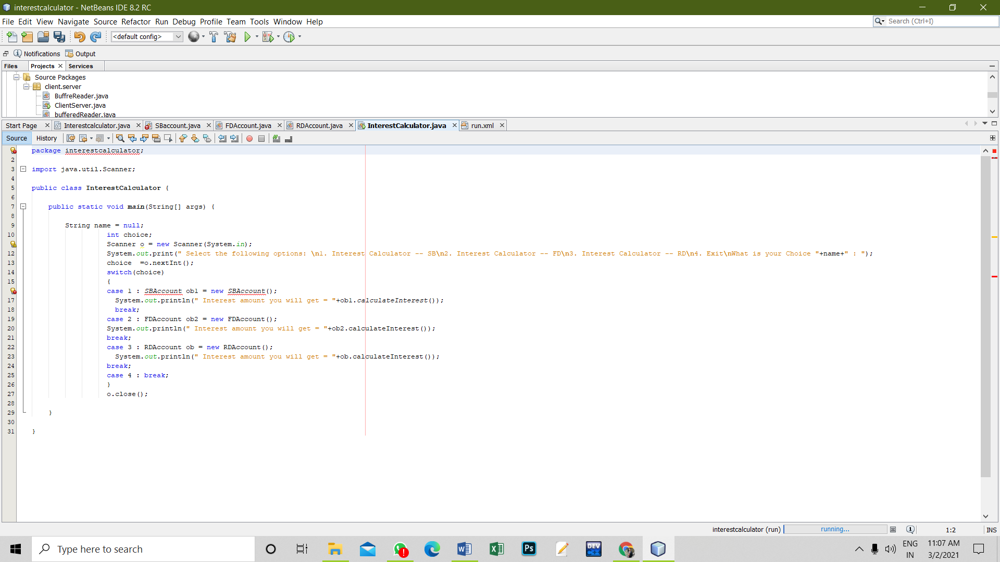 interestcalculator - NetBeans IDE 8.2 RC
File Edit View Navigate Source Refactor Run Debug Profile Team Tools Window Help
Search (Ctrl+I)
<default config>
Notifications Output
Files Projects Services
Source Packages
client.server
BuffreReader.java
ClientServer.java
bufferedReader.java
Start Page Interestcalculator.java SBaccount.java FDAccount.java RDAccount.java InterestCalculator.java run.xml
Source History
package interestcalculator;
2
3 import java.util.Scanner;
4
5 public class InterestCalculator {
6
7 public static void main(String[] args) {
8
9 String name = null;
10 int choice;
Scanner o = new Scanner(System.in);
12 System.out.print(" Select the following options: \n1. Interest Calculator -- SB\n2. Interest Calculator -- FD\n3. Interest Calculator -- RD\n4. Exit\nWhat is your Choice "+name+" : ");
13 choice  =o.nextInt();
14 switch(choice)
15 {
case 1 : SBAccount ob1 = new SBAccount();
17 System.out.println(" Interest amount you will get = "+ob1.calculateInterest());
18 break;
19 case 2 : FDAccount ob2 = new FDAccount();
20 System.out.println(" Interest amount you will get = "+ob2.calculateInterest());
21 break;
22 case 3 : RDAccount ob = new RDAccount();
23 System.out.println(" Interest amount you will get = "+ob.calculateInterest());
24 break;
25 case 4 : break;
26 }
27 o.close();
28
29 }
30
31 }
interestcalculator (run) running... 1:2 INS
Type here to search
Ps
DEV C++
ENG
IN
11:07 AM
3/2/2021